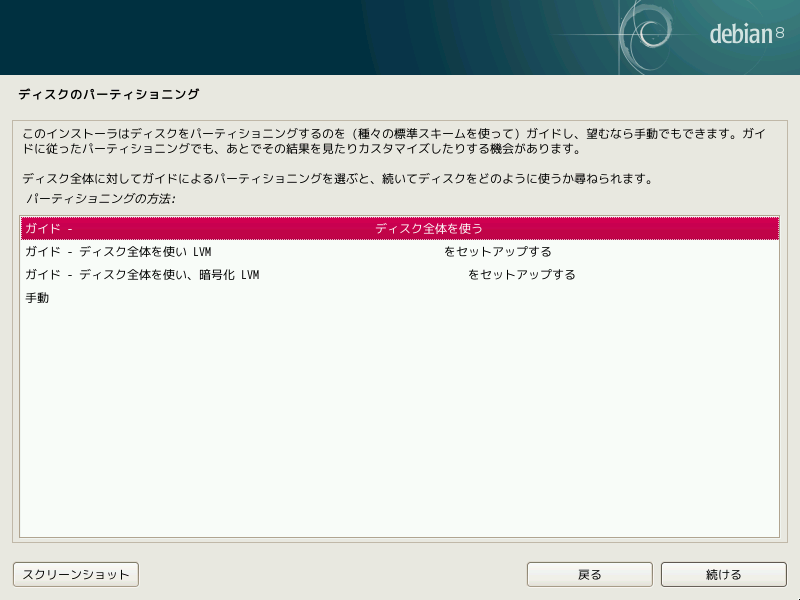 debian 8
ディスクのパーティショニング
このインストーラはディスクをパーティショニングするのを（種々の標準スキームを使って）ガイドし、望むなら手動でもできます。ガイ
ドに従ったパーティショニングでも、あとでその結果を見たりカスタマイズしたりする機会があります。
ディスク全体に対してガイドによるパーティショニングを選ぶと、続いてディスクをどのように使うか尋ねられます。
パーティショニングの方法:
ガイド - ディスク全体を使う
ガイド - ディスク全体を使い LVM をセットアップする
ガイド - ディスク全体を使い、暗号化 LVM をセットアップする
手動
スクリーンショット 戻る 続ける